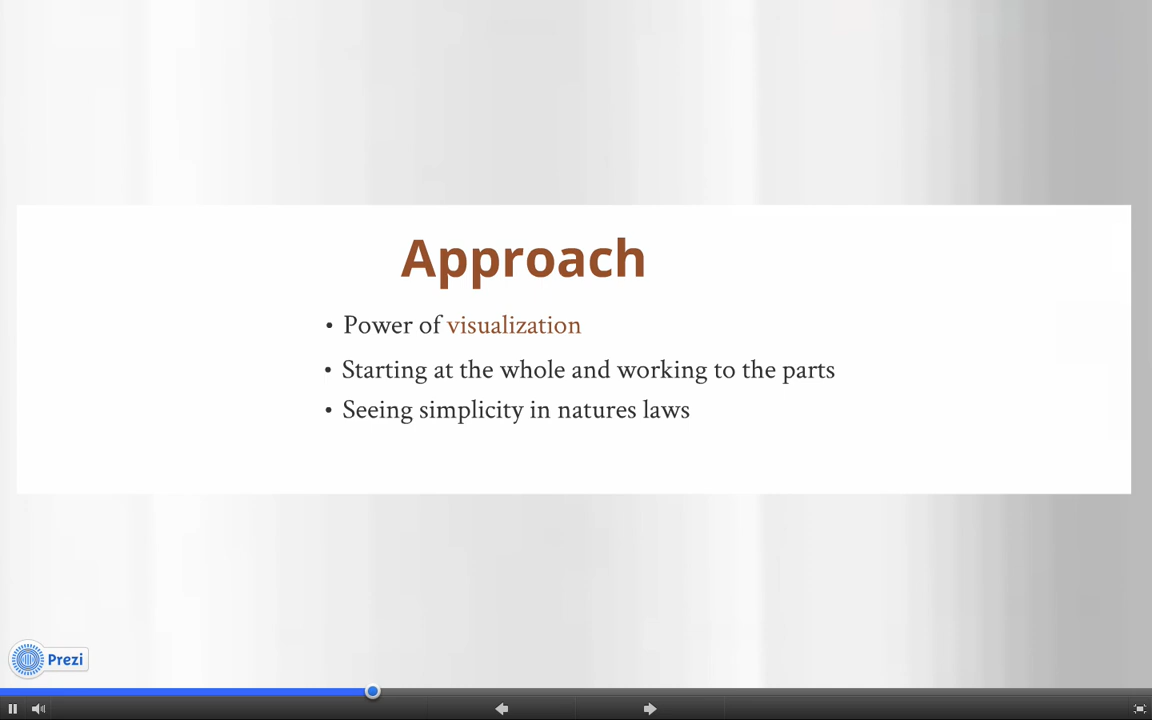 Approach
• Power of visualization
• Starting at the whole and working to the parts
• Seeing simplicity in natures laws
Prezi